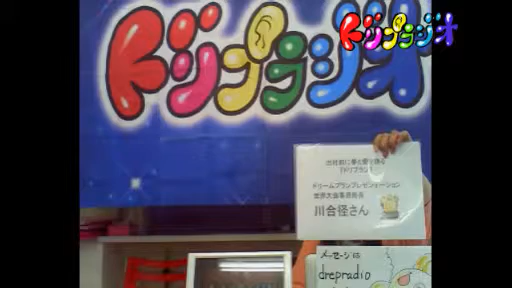 ドリプラジオ
ドリプラジオ
出社前に夢と愛を語る
「ドリプラジ」
ドリームプランプレゼンテーション
世界大会事務局長
川合径さん
メッセージは
drepradio